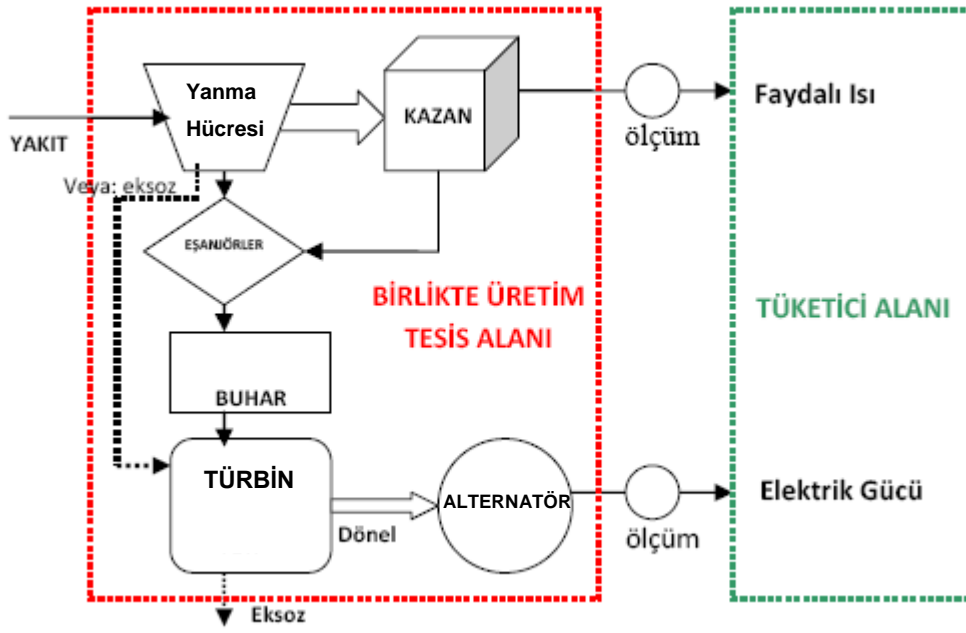 YAKIT
Yanma
Hücresi
KAZAN
ölçüm
Faydalı Isı
Veya: eksoz
EŞANJÖRLER
BİRLİKTE ÜRETİM
TESİS ALANI
TÜKETİCİ ALANI
BUHAR
TÜRBİN
Dönel
ALTERNATÖR
ölçüm
Elektrik Gücü
Eksoz